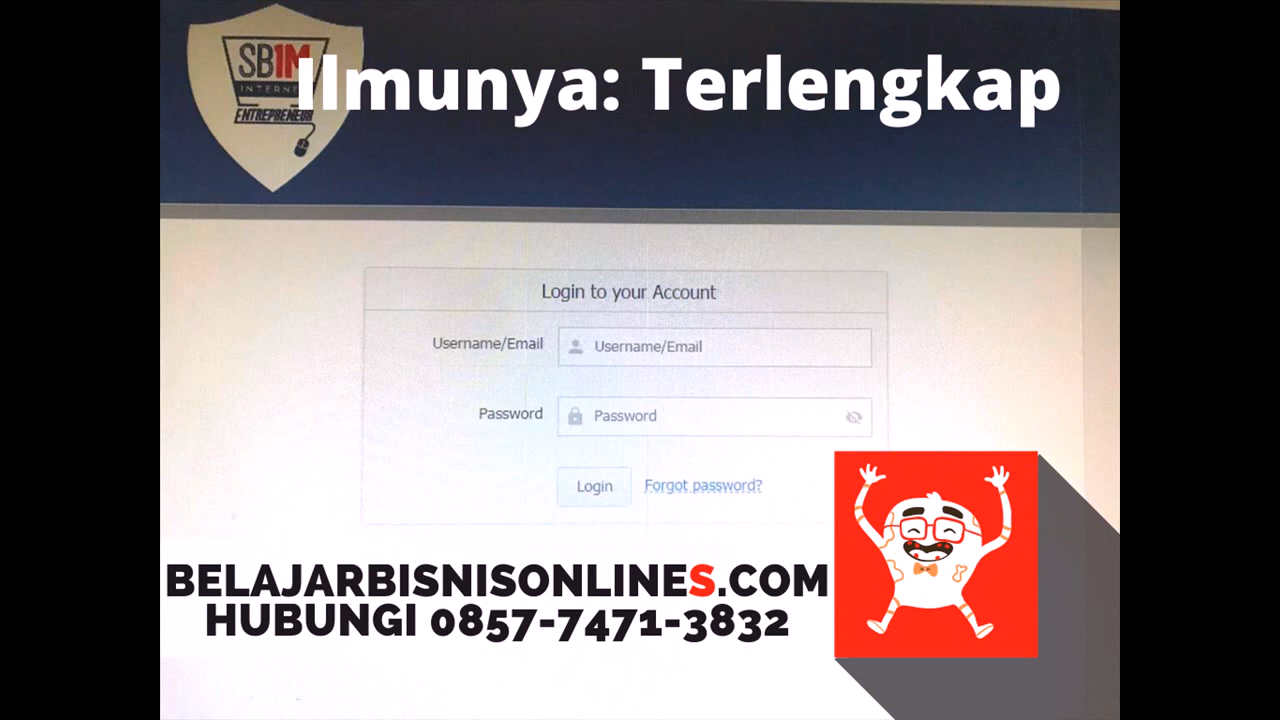 SB1M
Ilmunya: Terlengkap
ENTREPRENEUR
Login to your Account
Username/Email
Username/Email
Password
Password
Login Forgot password?
BELAJARBISNISONLINES.COM
HUBUNGI 0857-7471-3832